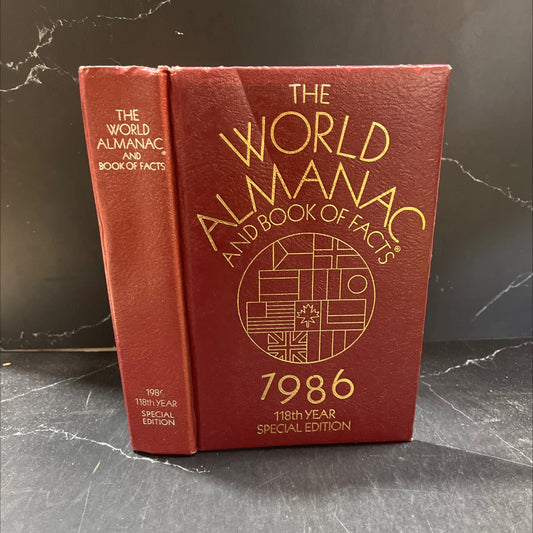 THE
WORLD
ALMANAC®
AND
BOOK OF FACTS
1986
118th YEAR
SPECIAL
EDITION
THE
WORLD
ALMANAC
AND BOOK OF FACTS®
1986
118th YEAR
SPECIAL EDITION